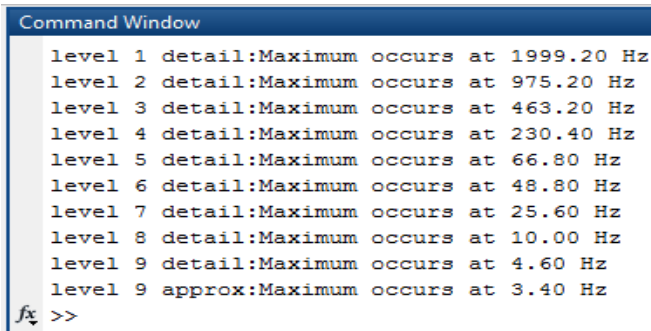 Command Window
level 1 detail:Maximum occurs at 1999.20 Hz
level 2 detail:Maximum occurs at 975.20 Hz
level 3 detail:Maximum occurs at 463.20 Hz
level 4 detail:Maximum occurs at 230.40 Hz
level 5 detail:Maximum occurs at 66.80 Hz
level 6 detail:Maximum occurs at 48.80 Hz
level 7 detail:Maximum occurs at 25.60 Hz
level 8 detail:Maximum occurs at 10.00 Hz
level 9 detail:Maximum occurs at 4.60 Hz
level 9 approx:Maximum occurs at 3.40 Hz
fx >>